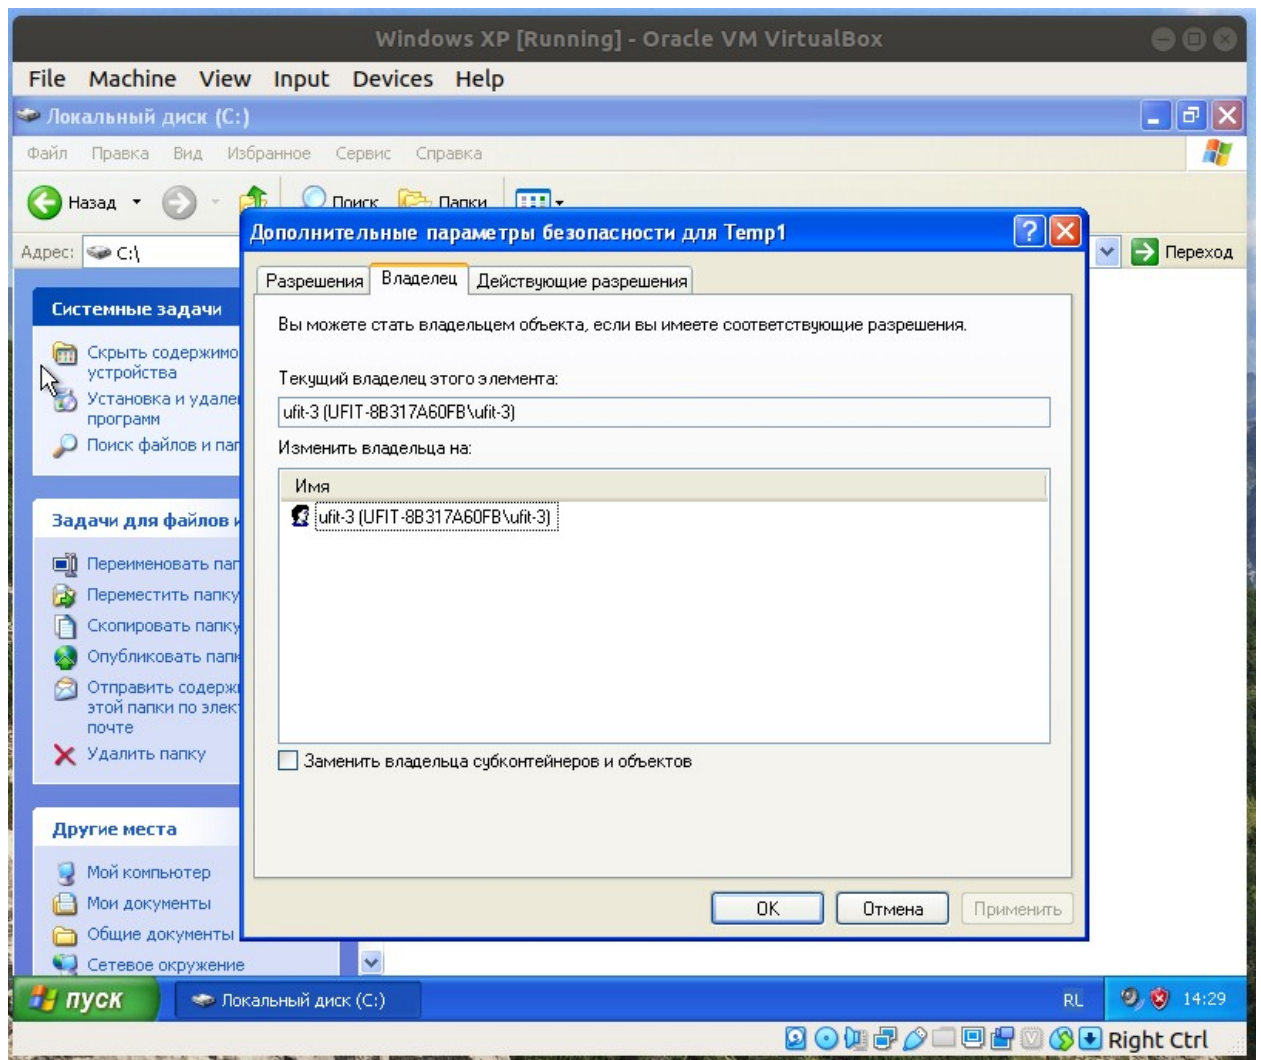 Windows XP [Running] - Oracle VM VirtualBox
File Machine View Input Devices Help
Локальный диск (C:)
Файл Правка Вид Избранное Сервис Справка
Назад Поиск Папки
Адрес: C:\ Переход
Дополнительные параметры безопасности для Temp1
Разрешения Владелец Действующие разрешения
Вы можете стать владельцем объекта, если вы имеете соответствующие разрешения.
Текущий владелец этого элемента:
ufit-3 (UFIT-8B317A60FB\ufit-3)
Изменить владельца на:
Имя
ufit-3 (UFIT-8B317A60FB\ufit-3)
Заменить владельца субконтейнеров и объектов
OK Отмена Применить
Системные задачи
Скрыть содержимо
устройства
Установка и удале
программ
Поиск файлов и пап
Задачи для файлов и
Переименовать пап
Переместить папку
Скопировать папку
Опубликовать папк
Отправить содержи
этой папки по элек
почте
Удалить папку
Другие места
Мой компьютер
Мои документы
Общие документы
Сетевое окружение
пуск Локальный диск (C:) RL 14:29
Right Ctrl